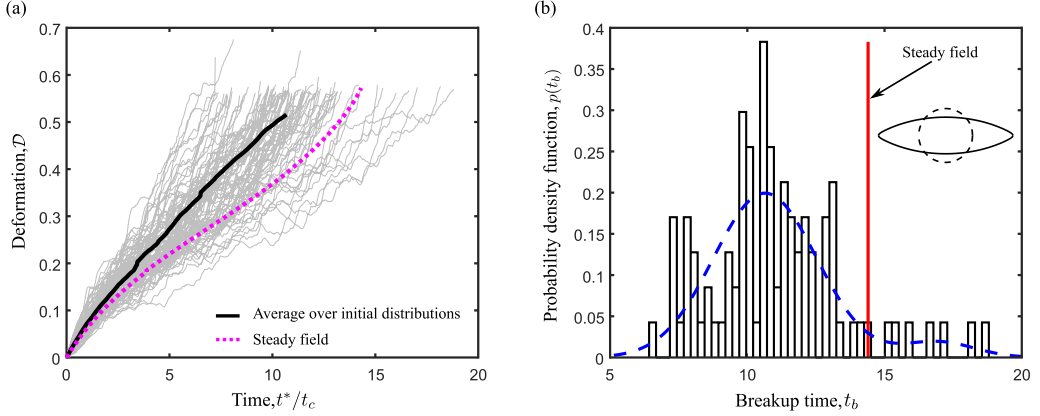 (a)
0.7
0.6
0.5
0.4
0.3
0.2
0.1
0
Deformation,𝒟
Average over initial distributions
Steady field
0 5 10 15 20
Time,t*/t_c
(b)
0.4
0.35
0.3
0.25
0.2
0.15
0.1
0.05
0
Probability density function, p(t_b)
Steady field
5 10 15 20
Breakup time, t_b